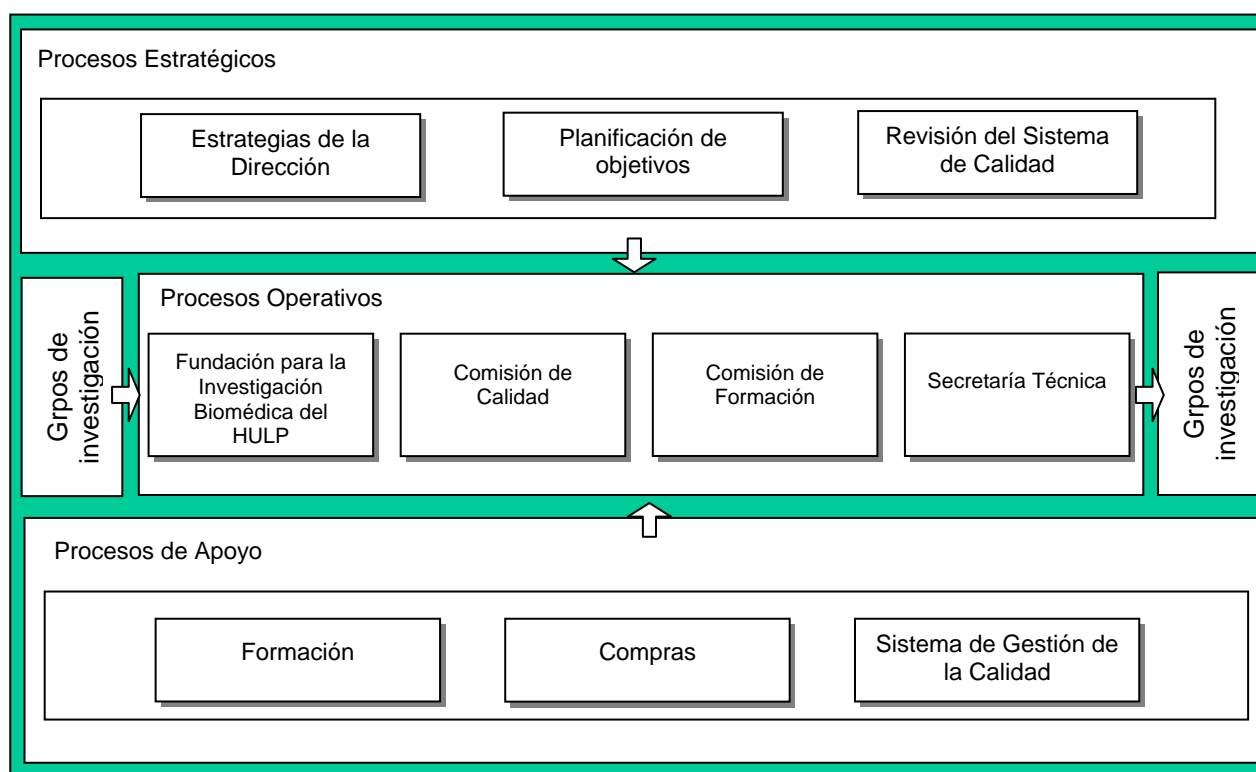 Procesos Estratégicos
Estrategias de la
Dirección
Planificación de
objetivos
Revisión del Sistema
de Calidad
Grpos de
investigación
Procesos Operativos
Fundación para la
Investigación
Biomédica del
HULP
Comisión de
Calidad
Comisión de
Formación
Secretaría Técnica
Grpos de
investigación
Procesos de Apoyo
Formación
Compras
Sistema de Gestión de
la Calidad